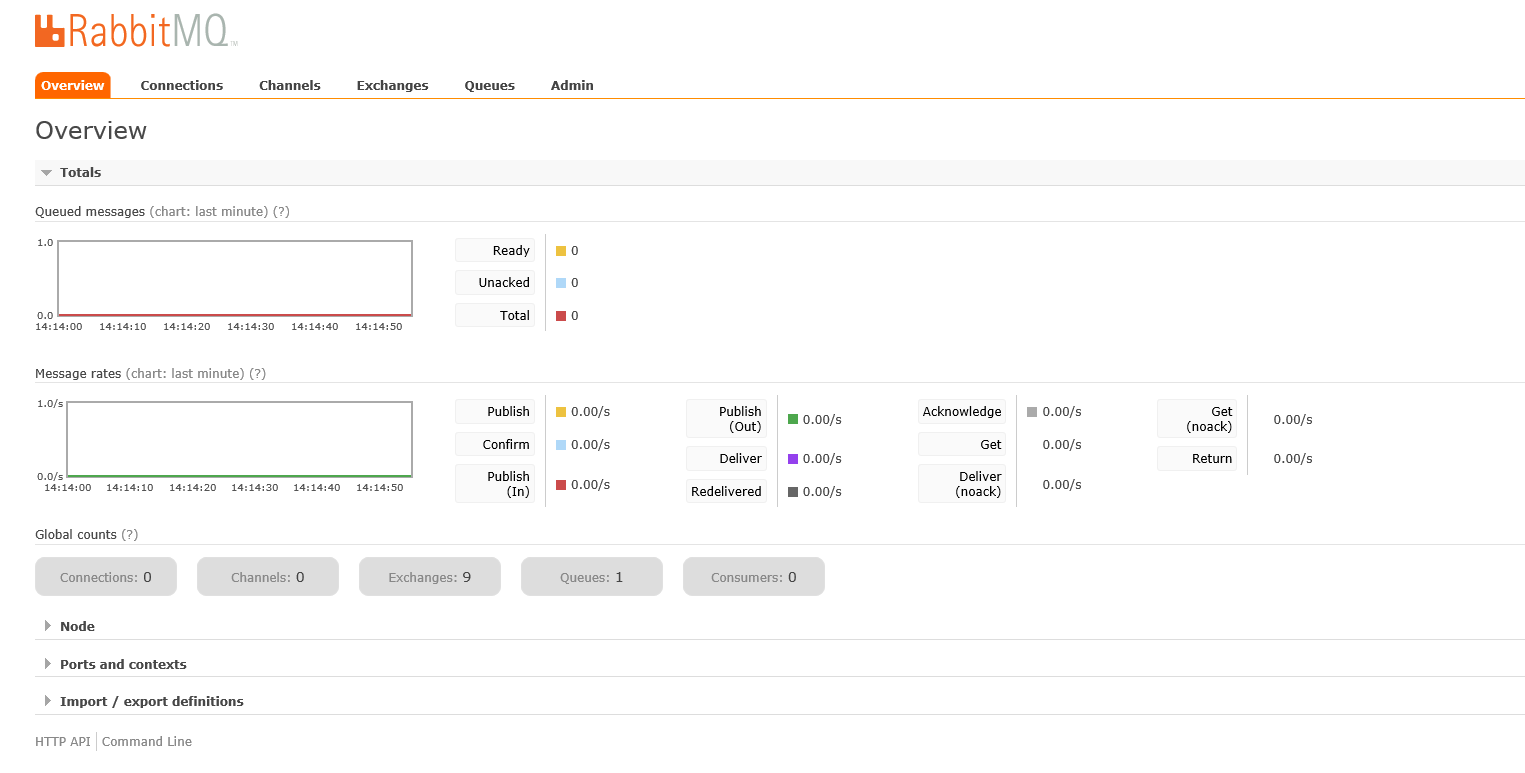 RabbitMQ™
Overview Connections Channels Exchanges Queues Admin
Overview
Totals
Queued messages (chart: last minute) (?)
1.0
0.0
14:14:00 14:14:10 14:14:20 14:14:30 14:14:40 14:14:50
Ready 0
Unacked 0
Total 0
Message rates (chart: last minute) (?)
1.0/s
0.0/s
14:14:00 14:14:10 14:14:20 14:14:30 14:14:40 14:14:50
Publish 0.00/s
Confirm 0.00/s
Publish
(In) 0.00/s
Publish
(Out) 0.00/s
Deliver 0.00/s
Redelivered 0.00/s
Acknowledge 0.00/s
Get 0.00/s
Deliver
(noack) 0.00/s
Get
(noack) 0.00/s
Return 0.00/s
Global counts (?)
Connections: 0 Channels: 0 Exchanges: 9 Queues: 1 Consumers: 0
Node
Ports and contexts
Import / export definitions
HTTP API Command Line